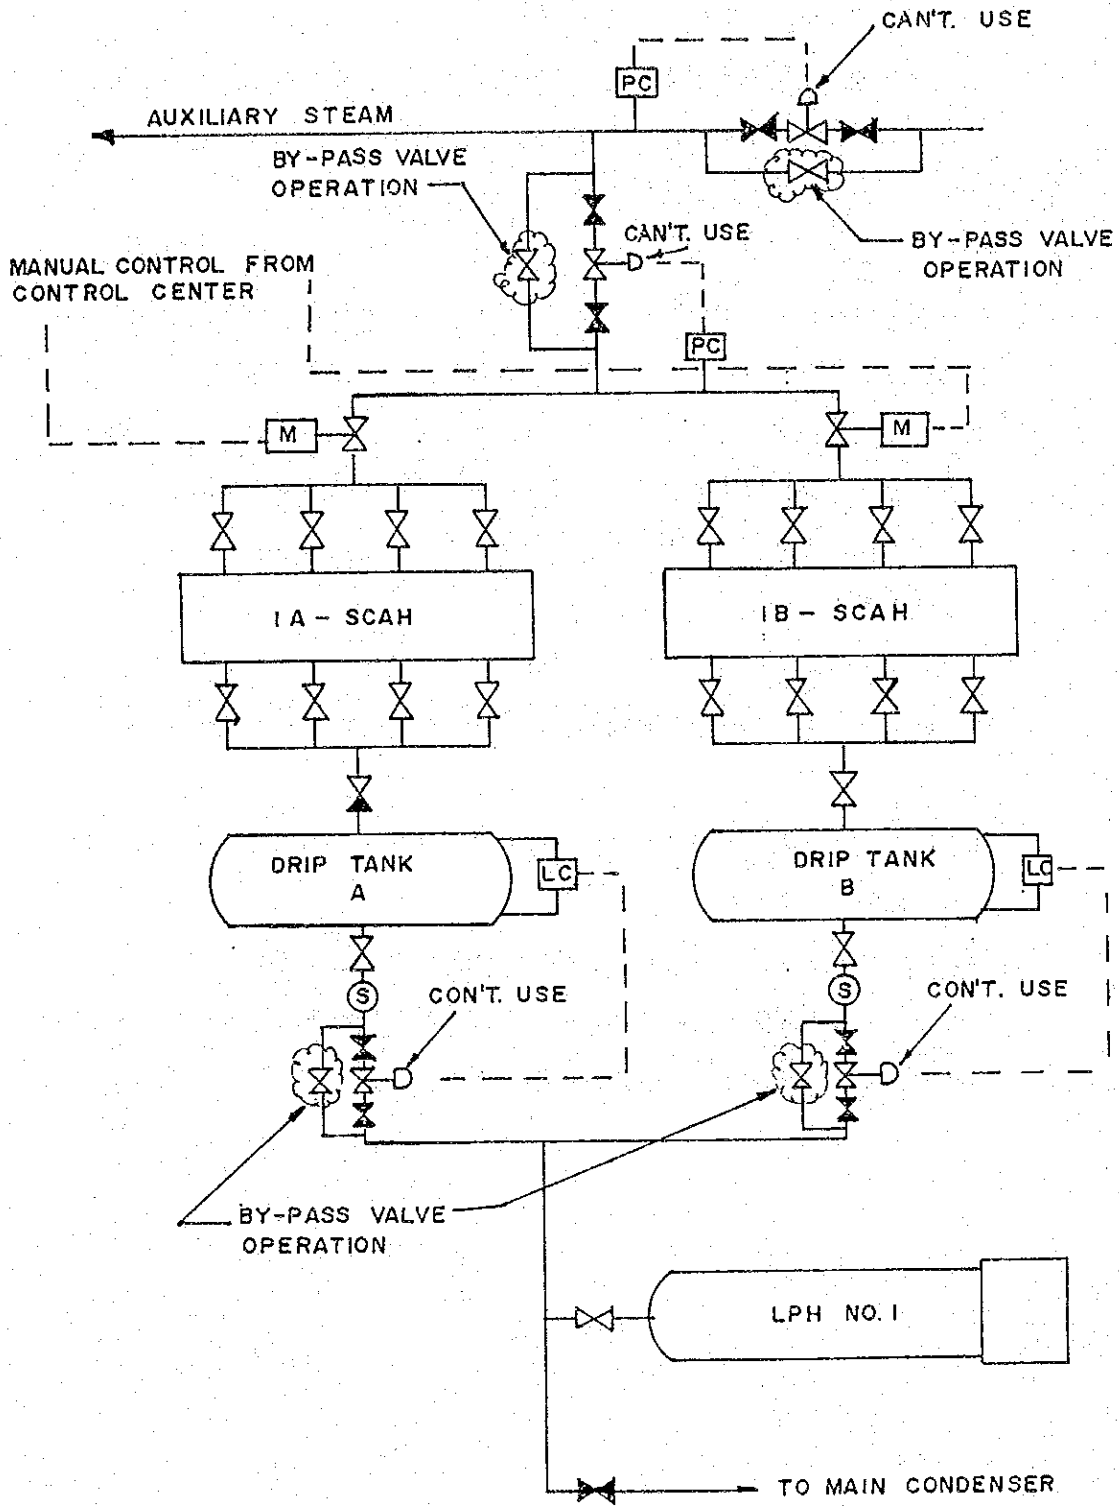 CAN'T. USE
PC
AUXILIARY STEAM
BY-PASS VALVE
OPERATION
CAN'T. USE
BY-PASS VALVE
OPERATION
MANUAL CONTROL FROM
CONTROL CENTER
PC
M
M
1A - SCAH
1B - SCAH
DRIP TANK
A
LC
DRIP TANK
B
LC
S
CON'T. USE
S
CON'T. USE
BY-PASS VALVE
OPERATION
LPH NO. 1
TO MAIN CONDENSER